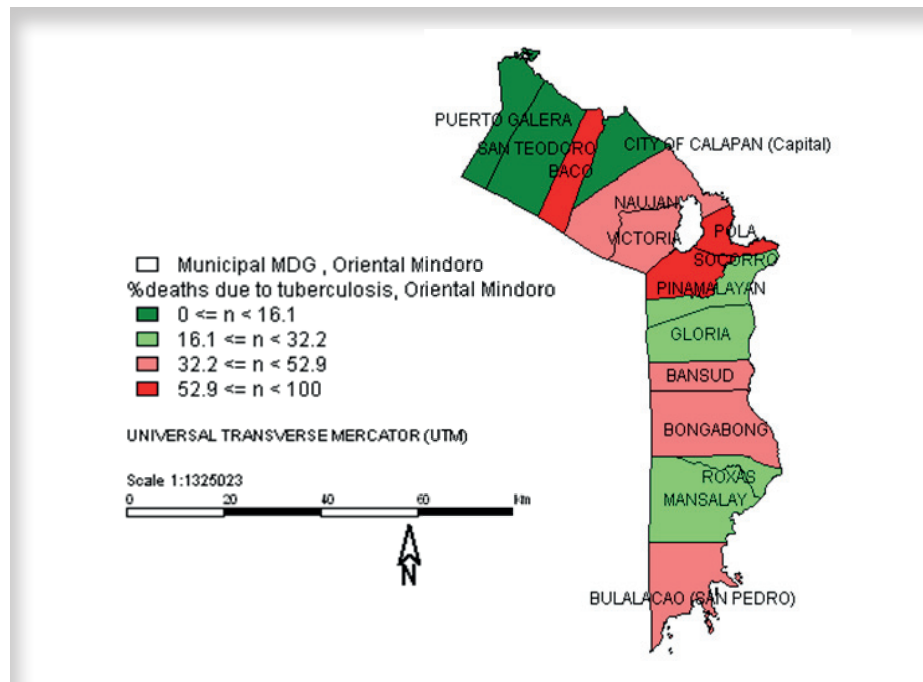 PUERTO GALERA
SAN TEODORO
BACO
CITY OF CALAPAN (Capital)
NAUJAN
VICTORIA
POLA
SOCORRO
PINAMALAYAN
GLORIA
BANSUD
BONGABONG
ROXAS
MANSALAY
BULALACAO (SAN PEDRO)
Municipal MDG , Oriental Mindoro
%deaths due to tuberculosis, Oriental Mindoro
0 <= n < 16.1
16.1 <= n < 32.2
32.2 <= n < 52.9
52.9 <= n < 100
UNIVERSAL TRANSVERSE MERCATOR (UTM)
Scale 1:1325023
0 20 40 60 Km
N